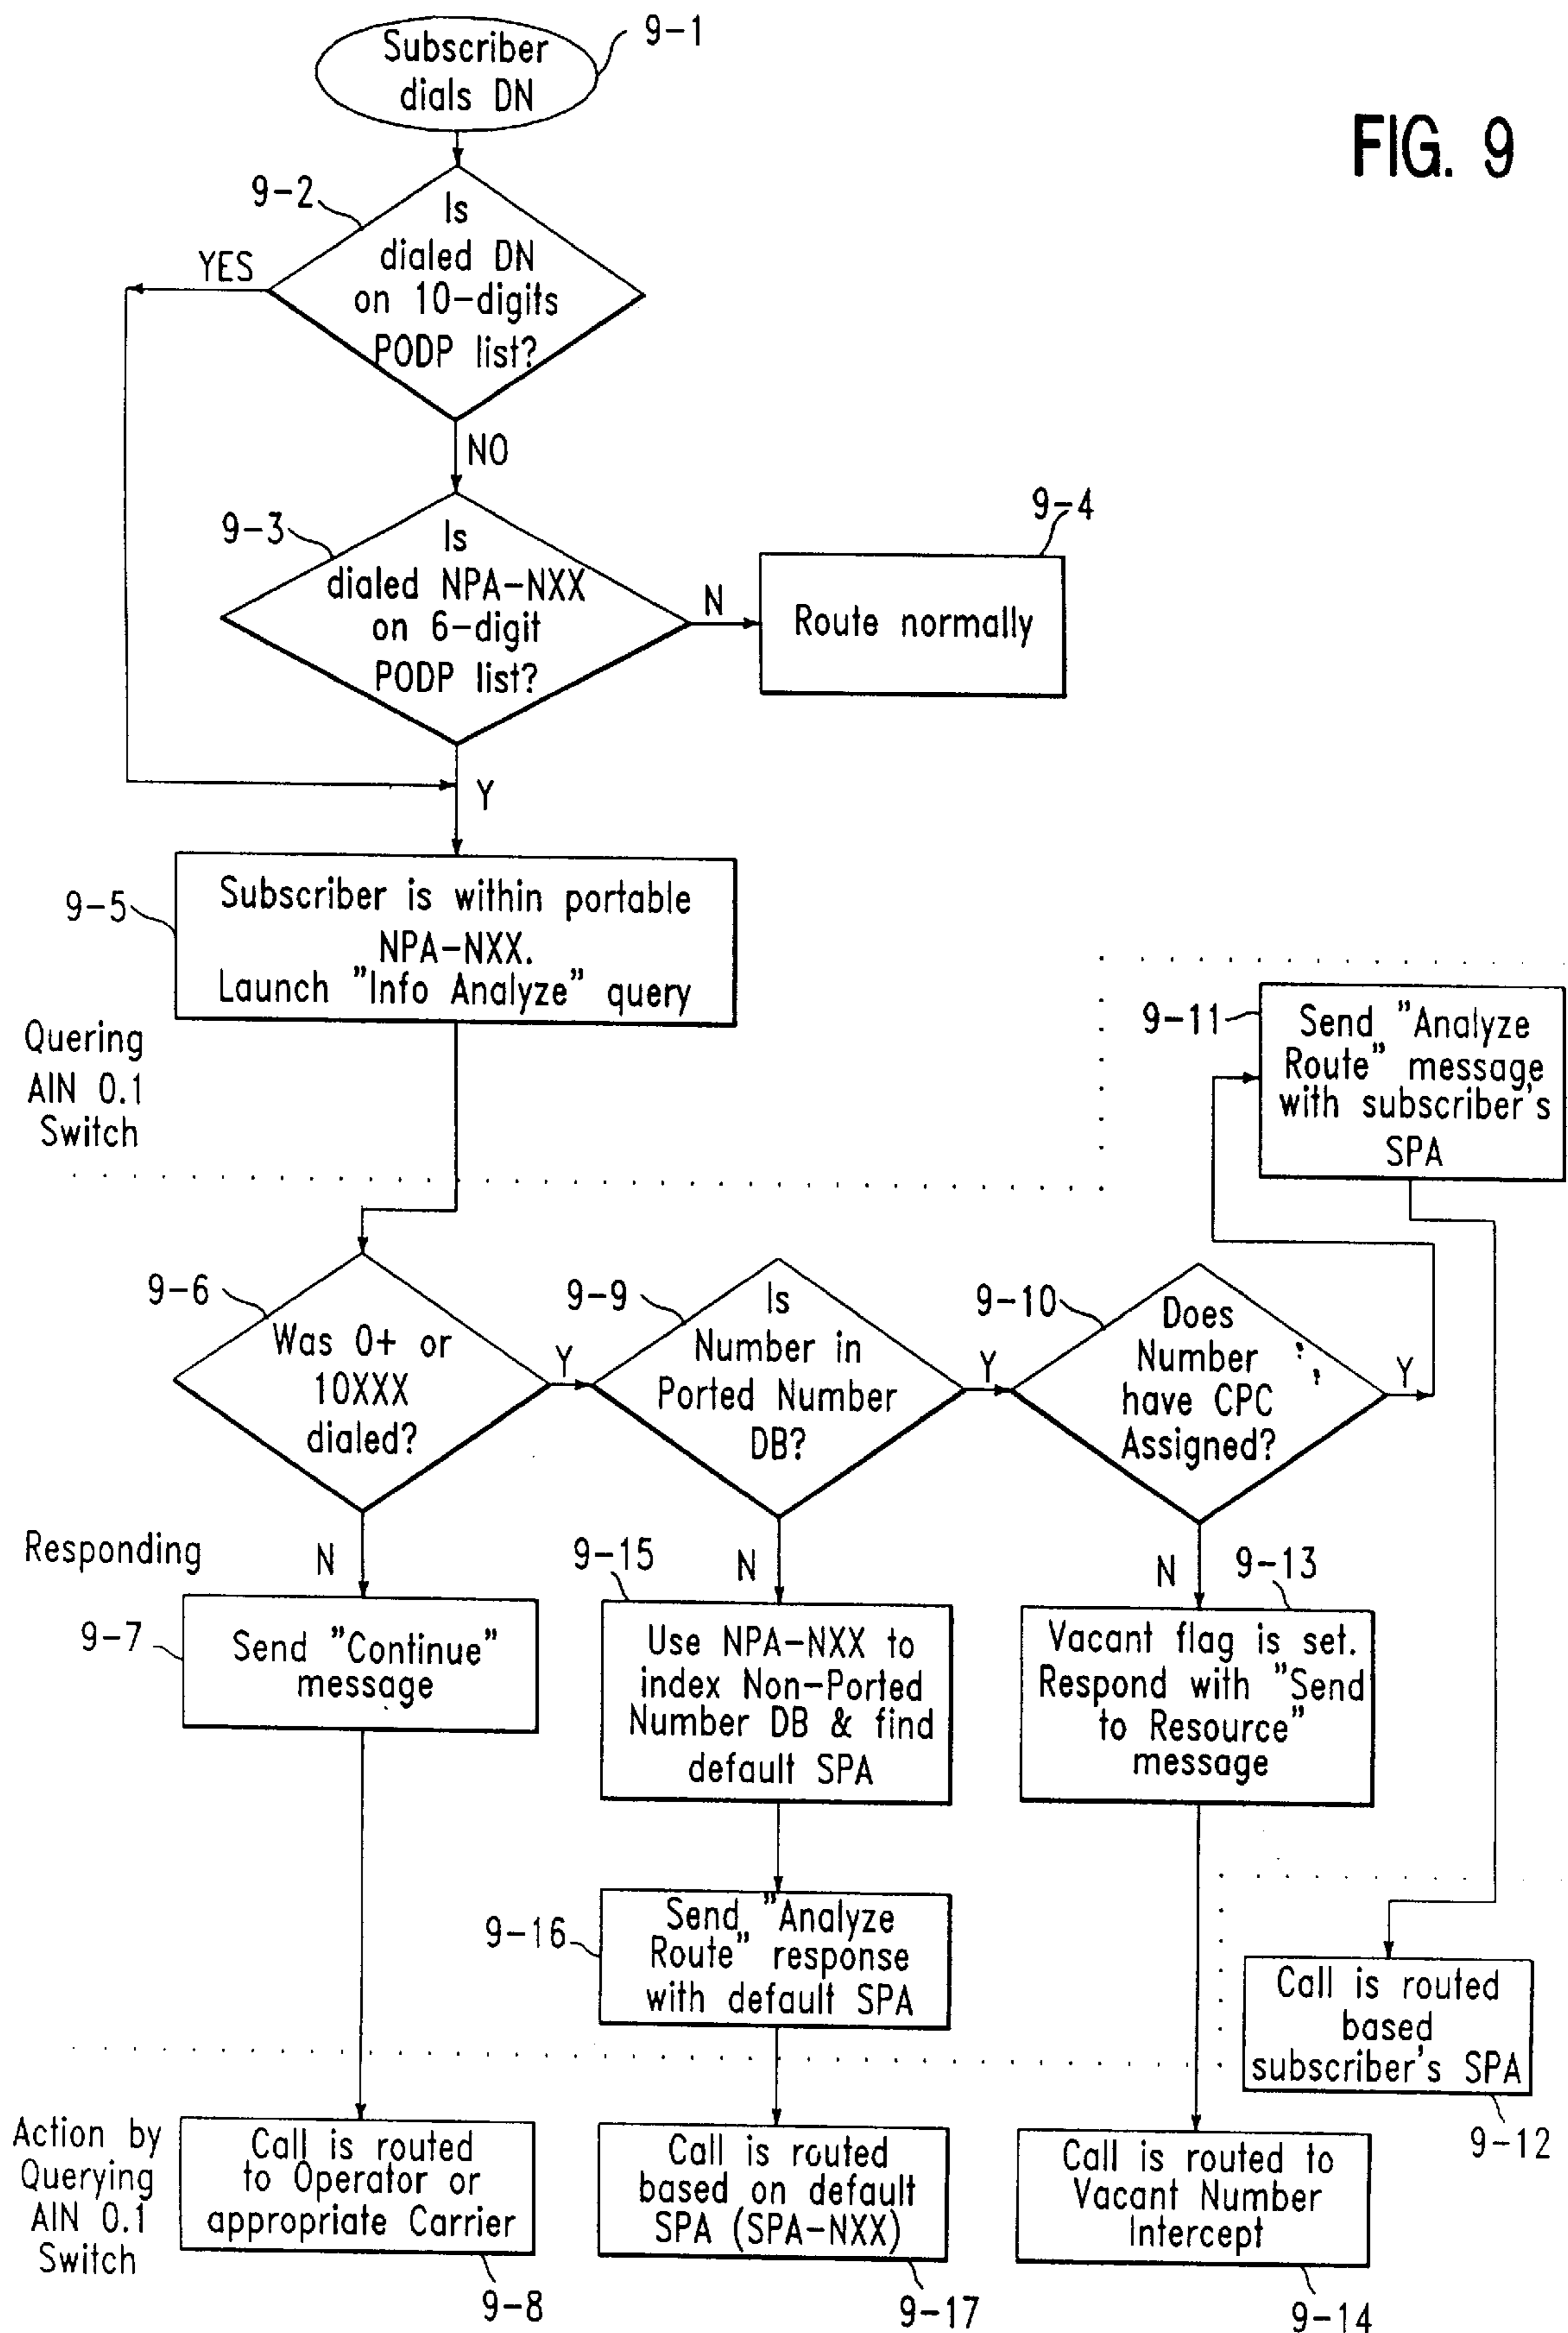 FIG. 9
Subscriber
dials DN
9-1
9-2
Is
dialed DN
on 10-digits
PODP list?
YES
NO
9-3
Is
dialed NPA-NXX
on 6-digit
PODP list?
N
9-4
Route normally
Y
9-5
Subscriber is within portable
NPA-NXX.
Launch "Info Analyze" query
Quering
AIN 0.1
Switch
9-11
Send "Analyze
Route" message
with subscriber's
SPA
9-6
Was 0+ or
10XXX
dialed?
Y
9-9
Is
Number in
Ported Number
DB?
Y
9-10
Does
Number
have CPC
Assigned?
Y
Responding
N
9-7
Send "Continue"
message
N
9-15
Use NPA-NXX to
index Non-Ported
Number DB & find
default SPA
N
9-13
Vacant flag is set.
Respond with "Send
to Resource"
message
9-16
Send "Analyze
Route" response
with default SPA
Call is routed
based
subscriber's SPA
9-12
Action by
Querying
AIN 0.1
Switch
Call is routed
to Operator or
appropriate Carrier
9-8
Call is routed
based on default
SPA (SPA-NXX)
9-17
Call is routed to
Vacant Number
Intercept
9-14